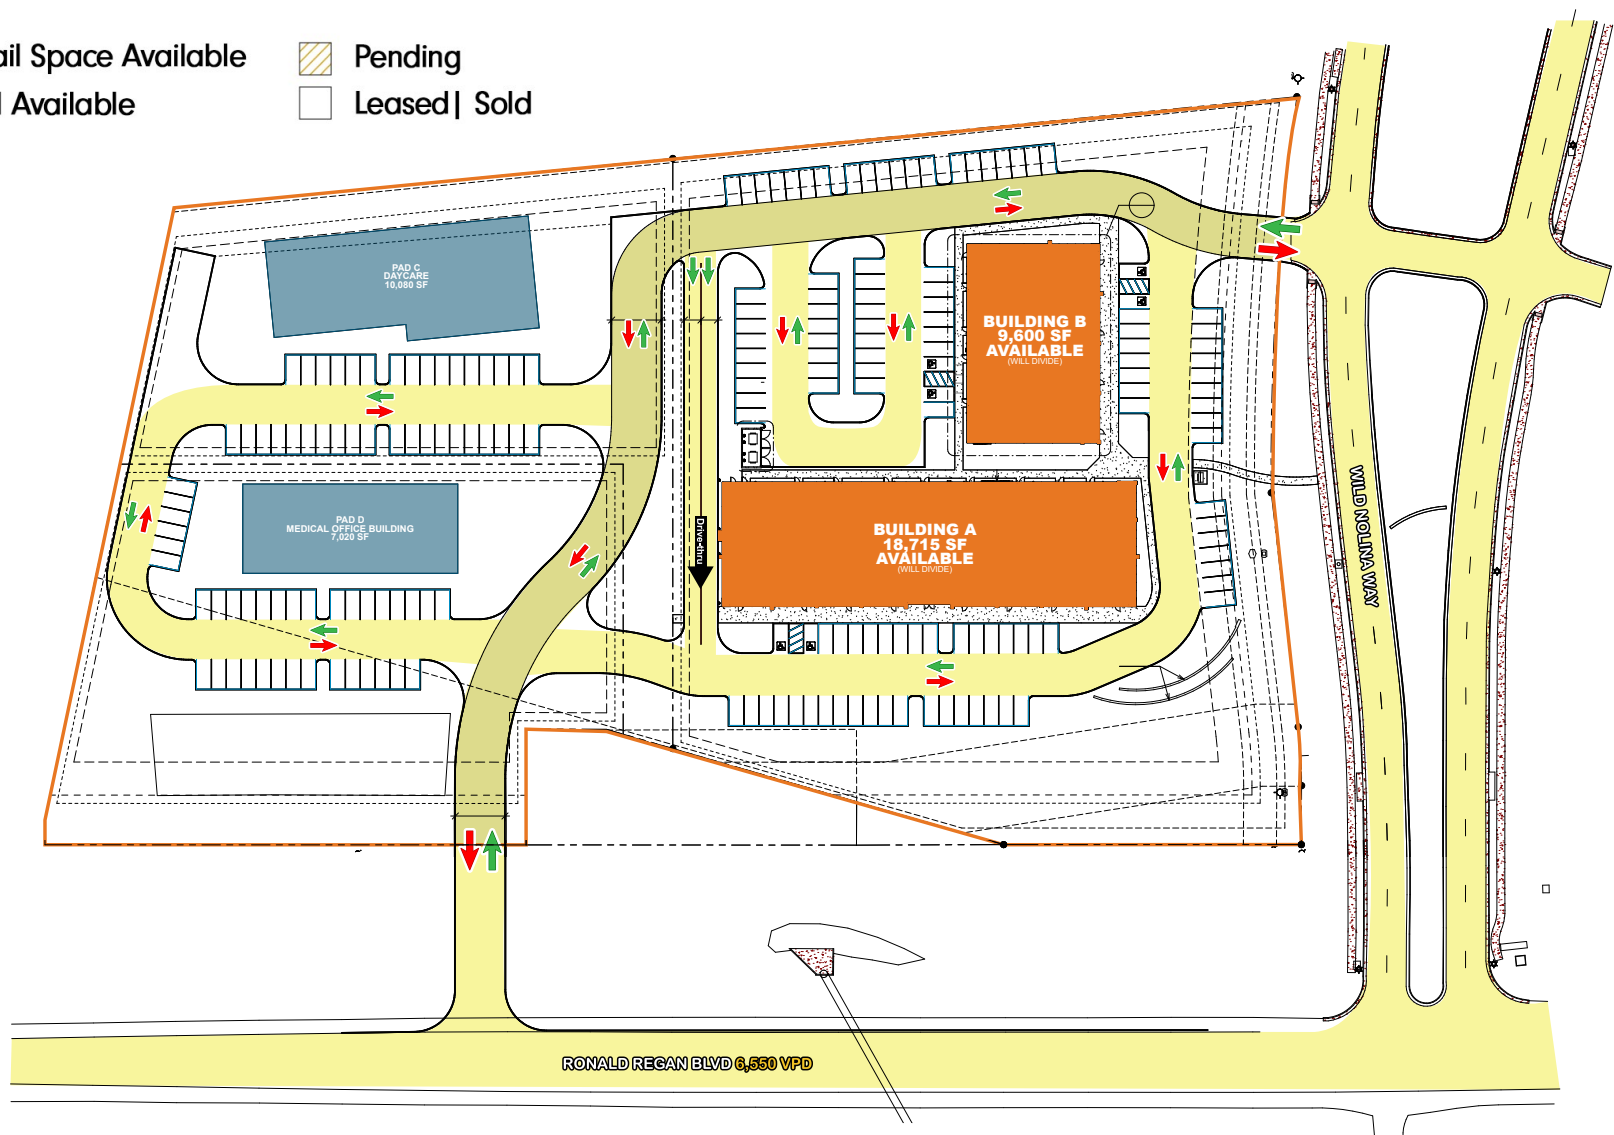 Space Available
Pending
Available
Leased| Sold
PAD C
DAYCARE
10,080 SF
BUILDING B
9,600 SF
AVAILABLE
(WILL DIVIDE)
PAD D
MEDICAL OFFICE BUILDING
7,020 SF
Drive-thru
BUILDING A
18,715 SF
AVAILABLE
(WILL DIVIDE)
WILD NOLINA WAY
RONALD REGAN BLVD 6,550 VPD